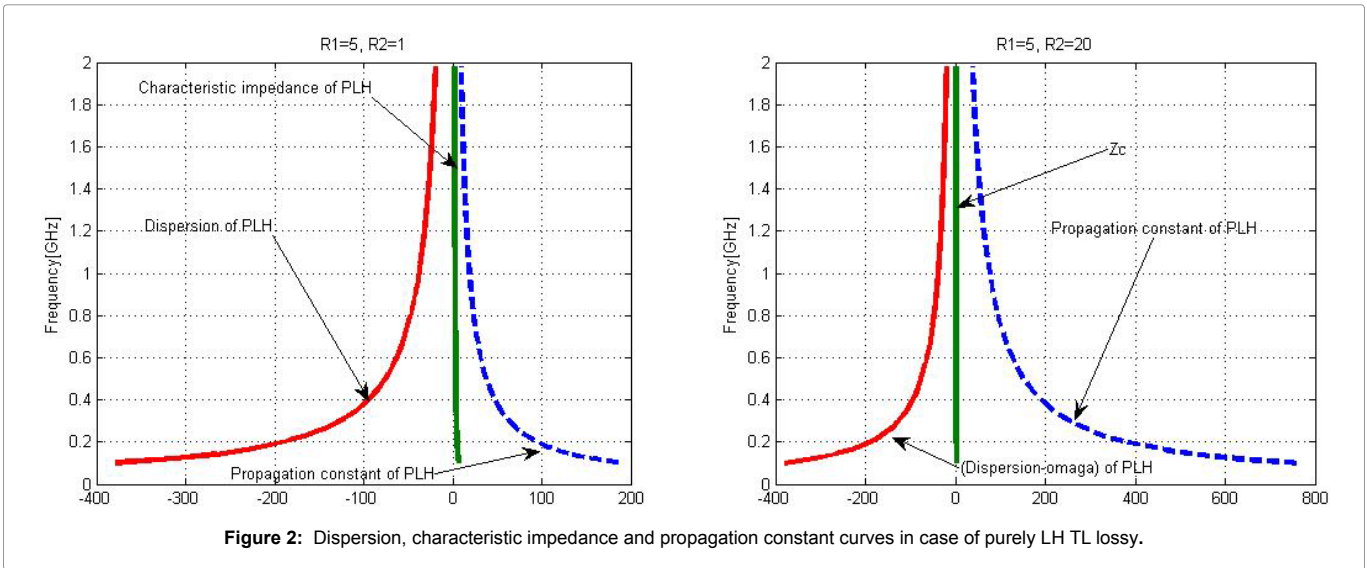 R1=5, R2=1
Frequency[GHz]
2
1.8
1.6
1.4
1.2
1
0.8
0.6
0.4
0.2
0
-400 -300 -200 -100 0 100 200
Characteristic impedance of PLH
Dispersion of PLH
Propagation constant of PLH
R1=5, R2=20
Frequency[GHz]
2
1.8
1.6
1.4
1.2
1
0.8
0.6
0.4
0.2
0
-400 -200 0 200 400 600 800
Zc
Propagation constant of PLH
(Dispersion-omaga) of PLH
Figure 2: Dispersion, characteristic impedance and propagation constant curves in case of purely LH TL lossy.